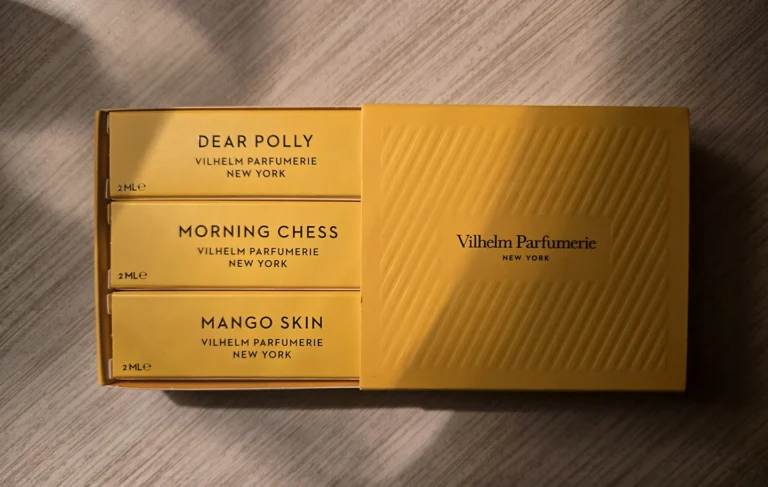 DEAR POLLY
VILHELM PARFUMERIE
NEW YORK
2 ML℮
MORNING CHESS
VILHELM PARFUMERIE
NEW YORK
2 ML℮
MANGO SKIN
VILHELM PARFUMERIE
NEW YORK
2 ML℮
Vilhelm Parfumerie
NEW YORK